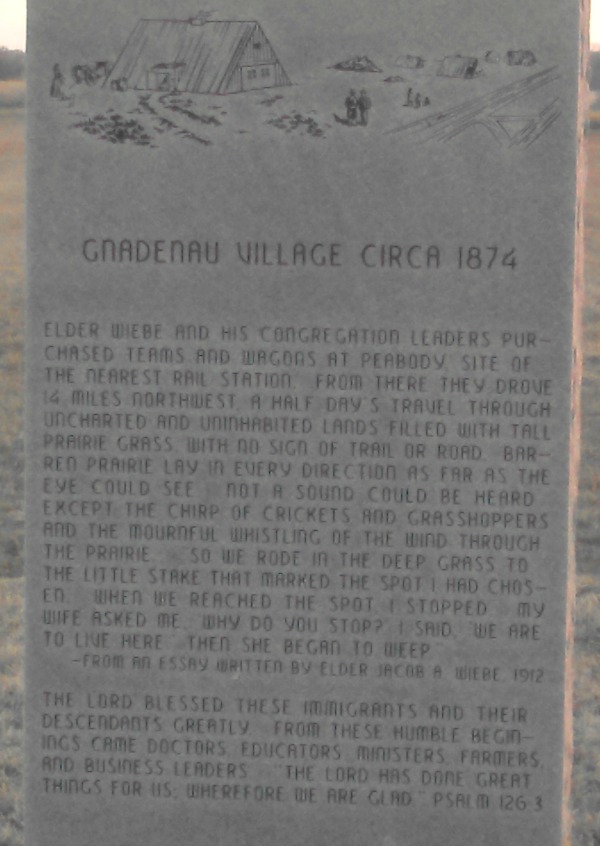 GNADENAU VILLAGE CIRCA 1874
ELDER WIEBE AND HIS CONGREGATION LEADERS PUR-
CHASED TEAMS AND WAGONS AT PEABODY, SITE OF
THE NEAREST RAIL STATION. FROM THERE THEY DROVE
14 MILES NORTHWEST, A HALF DAY'S TRAVEL THROUGH
UNCHARTED AND UNINHABITED LANDS FILLED WITH TALL
PRAIRIE GRASS, WITH NO SIGN OF TRAIL OR ROAD. BAR-
REN PRAIRIE LAY IN EVERY DIRECTION AS FAR AS THE
EYE COULD SEE. NOT A SOUND COULD BE HEARD
EXCEPT THE CHIRP OF CRICKETS AND GRASSHOPPERS
AND THE MOURNFUL WHISTLING OF THE WIND THROUGH
THE PRAIRIE. "SO WE RODE IN THE DEEP GRASS TO
THE LITTLE STAKE THAT MARKED THE SPOT I HAD CHOS-
EN. WHEN WE REACHED THE SPOT, I STOPPED. MY
WIFE ASKED ME, 'WHY DO YOU STOP?' I SAID, 'WE ARE
TO LIVE HERE.' THEN SHE BEGAN TO WEEP."
-FROM AN ESSAY WRITTEN BY ELDER JACOB A. WIEBE, 1912
THE LORD BLESSED THESE IMMIGRANTS AND THEIR
DESCENDANTS GREATLY. FROM THESE HUMBLE BEGIN-
INGS CAME DOCTORS, EDUCATORS, MINISTERS, FARMERS,
AND BUSINESS LEADERS. "THE LORD HAS DONE GREAT
THINGS FOR US; WHEREFORE WE ARE GLAD." PSALM 126:3